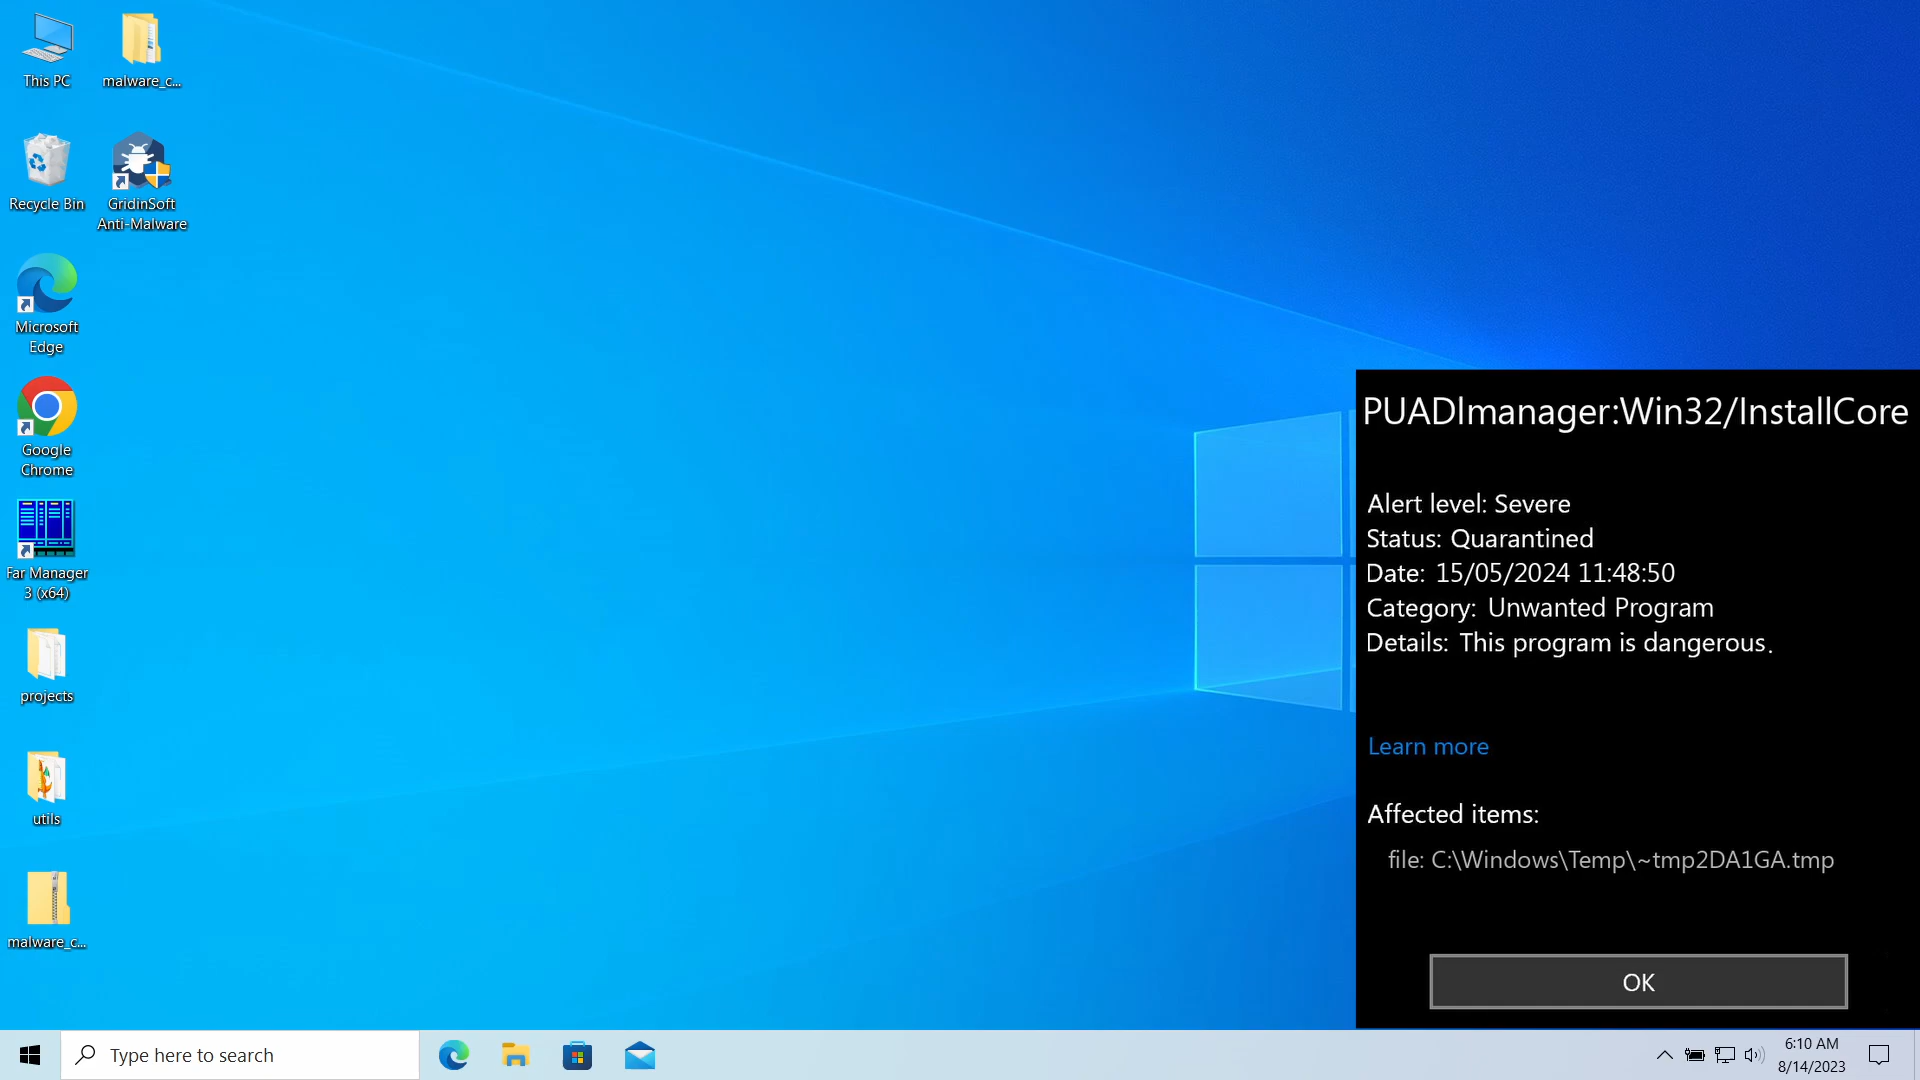 This PC
malware_c...
Recycle Bin
GridinSoft
Anti-Malware
Microsoft
Edge
Google
Chrome
Far Manager
3 (x64)
projects
utils
malware_c...
PUADlmanager:Win32/InstallCore
Alert level: Severe
Status: Quarantined
Date: 15/05/2024 11:48:50
Category: Unwanted Program
Details: This program is dangerous.
Learn more
Affected items:
file: C:\Windows\Temp\~tmp2DA1GA.tmp
OK
Type here to search
6:10 AM
8/14/2023